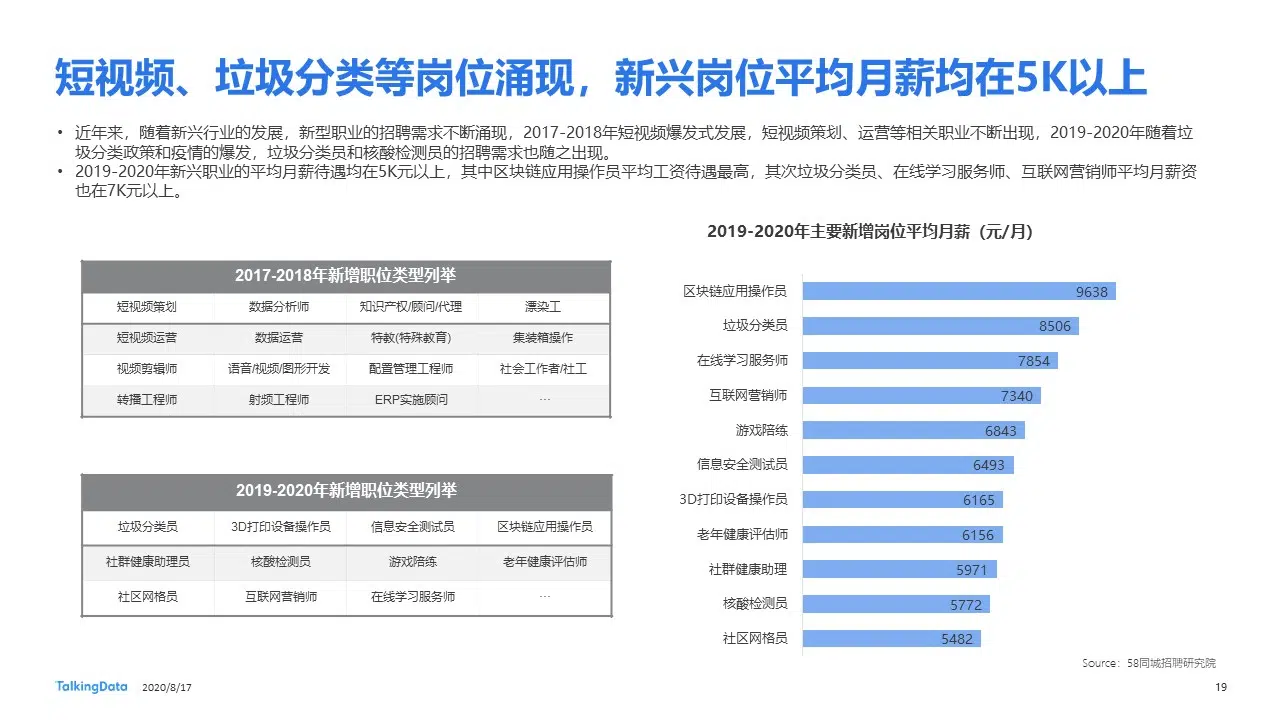 短视频、垃圾分类等岗位涌现，新兴岗位平均月薪均在5K以上
• 近年来，随着新兴行业的发展，新型职业的招聘需求不断涌现，2017-2018年短视频爆发式发展，短视频策划、运营等相关职业不断出现，2019-2020年随着垃
圾分类政策和疫情的爆发，垃圾分类员和核酸检测员的招聘需求也随之出现。
• 2019-2020年新兴职业的平均月薪待遇均在5K元以上，其中区块链应用操作员平均工资待遇最高，其次垃圾分类员、在线学习服务师、互联网营销师平均月薪资
也在7K元以上。
2017-2018年新增职位类型列举
短视频策划 数据分析师 知识产权/顾问/代理 漂染工
短视频运营 数据运营 特教(特殊教育) 集装箱操作
视频剪辑师 语音/视频/图形开发 配置管理工程师 社会工作者/社工
转播工程师 射频工程师 ERP实施顾问 …
2019-2020年新增职位类型列举
垃圾分类员 3D打印设备操作员 信息安全测试员 区块链应用操作员
社群健康助理员 核酸检测员 游戏陪练 老年健康评估师
社区网格员 互联网营销师 在线学习服务师 …
2019-2020年主要新增岗位平均月薪（元/月）
区块链应用操作员 9638
垃圾分类员 8506
在线学习服务师 7854
互联网营销师 7340
游戏陪练 6843
信息安全测试员 6493
3D打印设备操作员 6165
老年健康评估师 6156
社群健康助理 5971
核酸检测员 5772
社区网格员 5482
Source：58同城招聘研究院
TalkingData 2020/8/17
19